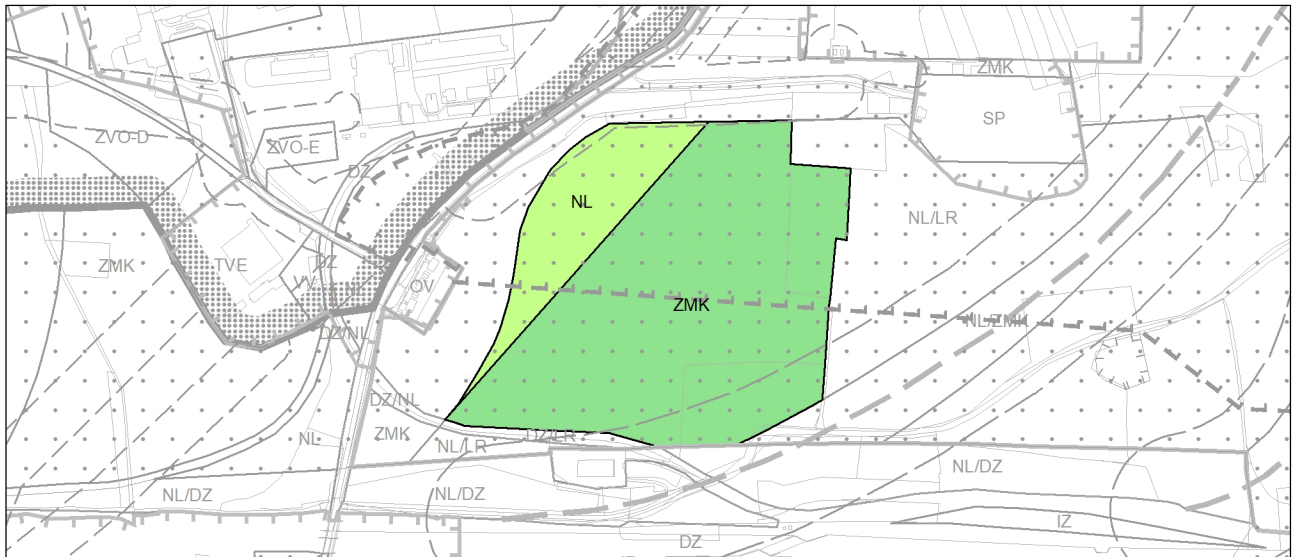 ZMK
SP
ZVO-D
ZVO-E
DZ
NL
NL/LR
ZMK
TVE
DZ
VV
NL
OV
ZMK
NL/ZMK
DZ/NL
DZ/NL
ZMK
NL
NL/LR
DZ/LR
NL/DZ
NL/DZ
NL/DZ
IZ
DZ